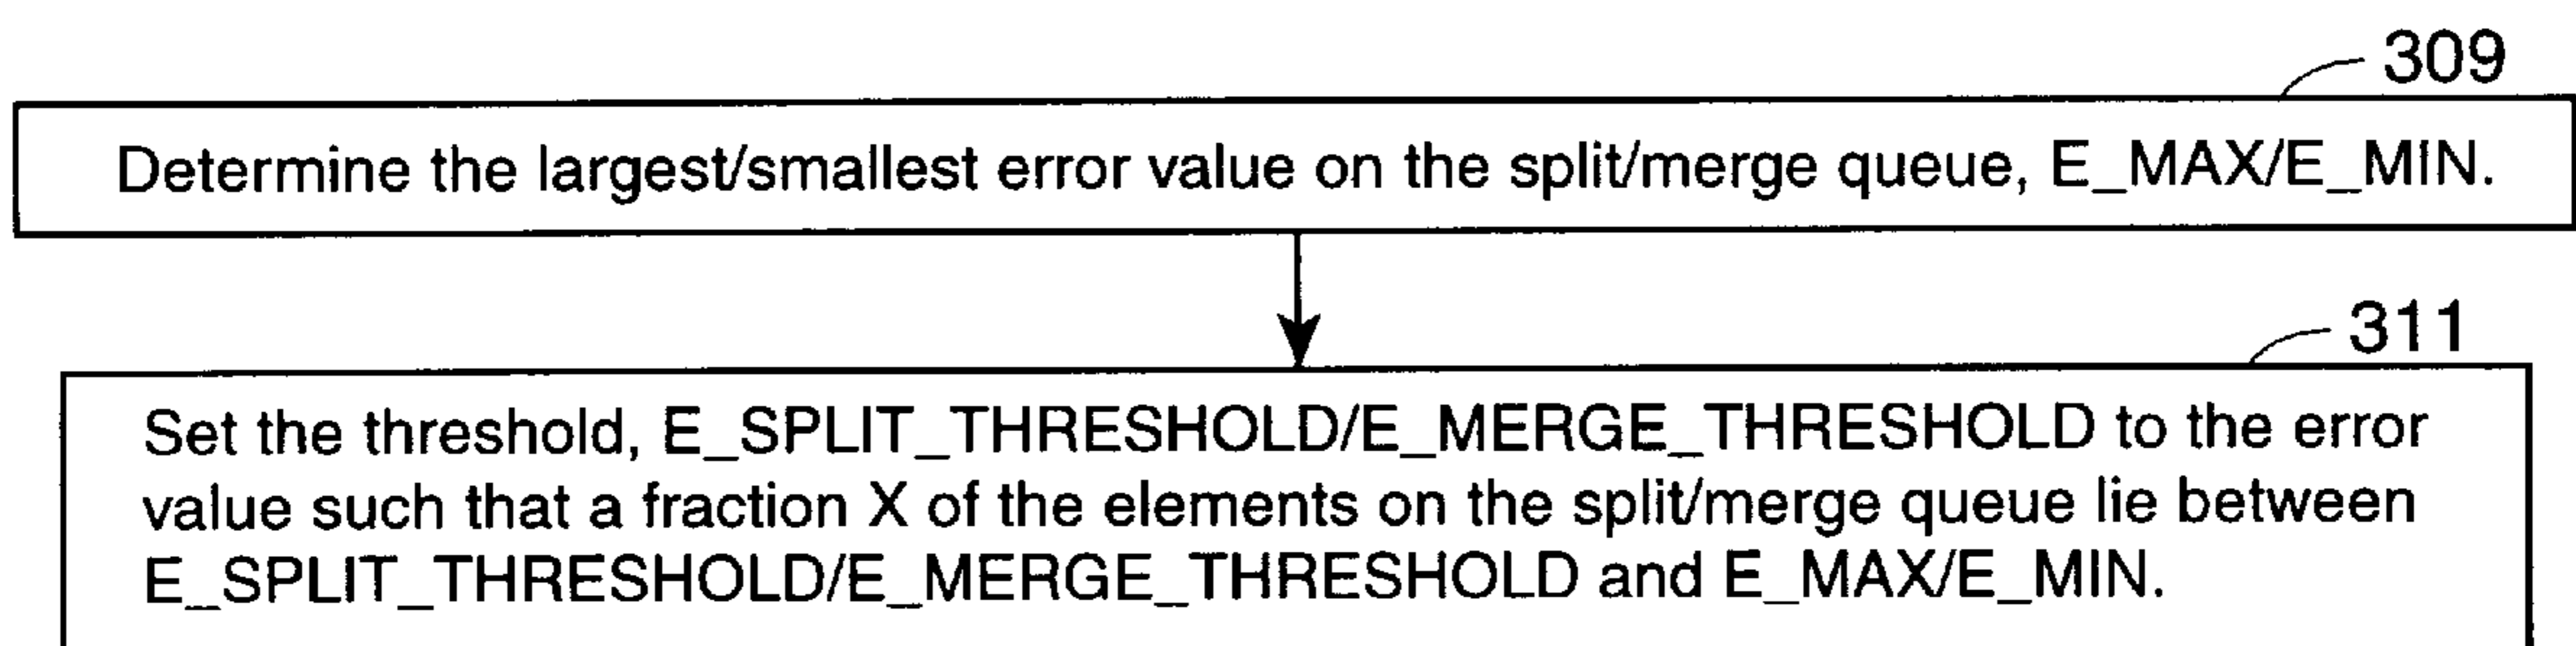 309
Determine the largest/smallest error value on the split/merge queue, E_MAX/E_MIN.
311
Set the threshold, E_SPLIT_THRESHOLD/E_MERGE_THRESHOLD to the error
value such that a fraction X of the elements on the split/merge queue lie between
E_SPLIT_THRESHOLD/E_MERGE_THRESHOLD and E_MAX/E_MIN.